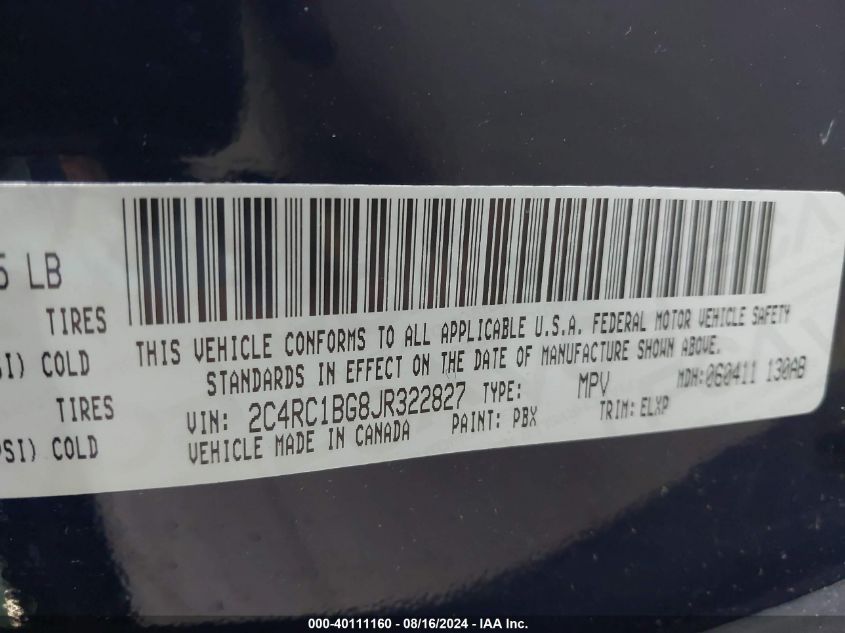 5 LB
TIRES
SI) COLD
TIRES
PSI) COLD
THIS VEHICLE CONFORMS TO ALL APPLICABLE U.S.A. FEDERAL MOTOR VEHICLE SAFETY
STANDARDS IN EFFECT ON THE DATE OF MANUFACTURE SHOWN ABOVE.
VIN: 2C4RC1BG8JR322827 TYPE: MPV MDH:060411 130AB
VEHICLE MADE IN CANADA PAINT: PBX TRIM: ELXP
000-40111160 - 08/16/2024 - IAA Inc.